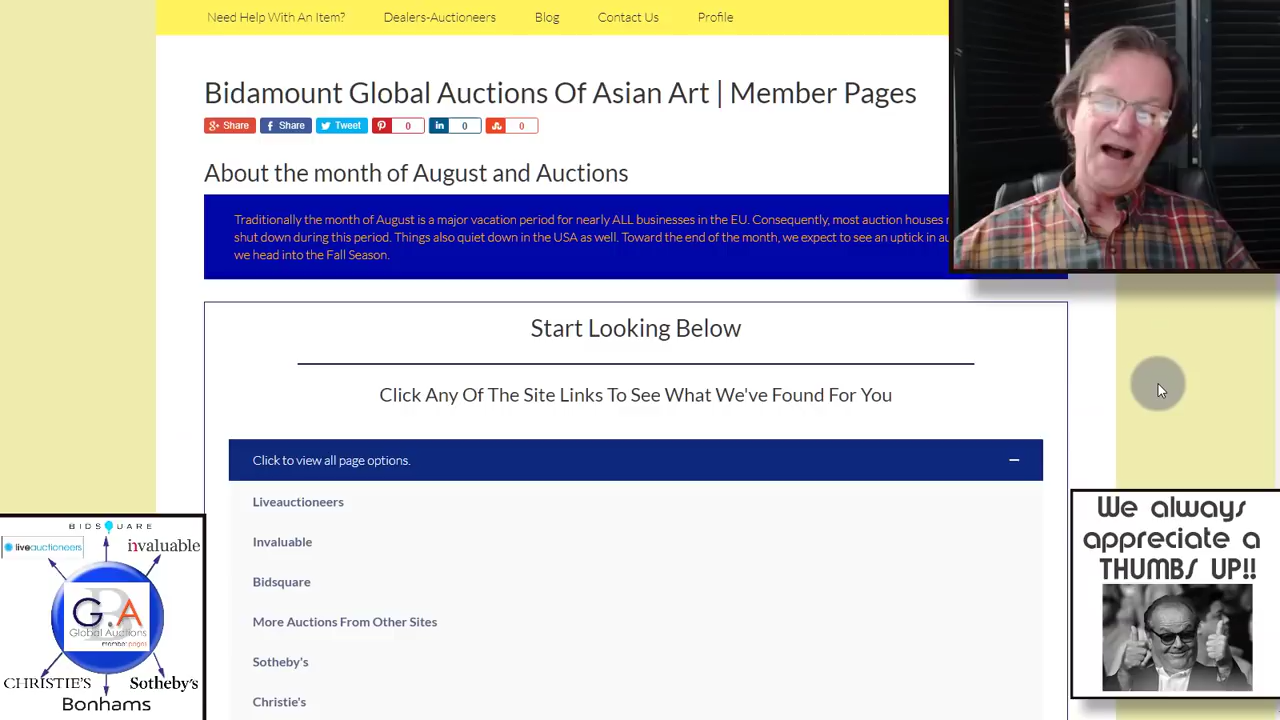 Need Help With An Item? Dealers-Auctioneers Blog Contact Us Profile
Bidamount Global Auctions Of Asian Art | Member Pages
Share Share Tweet 0 0 0
About the month of August and Auctions
Traditionally the month of August is a major vacation period for nearly ALL businesses in the EU. Consequently, most auction houses
shut down during this period. Things also quiet down in the USA as well. Toward the end of the month, we expect to see an uptick in
we head into the Fall Season.
Start Looking Below
Click Any Of The Site Links To See What We've Found For You
Click to view all page options.
Liveauctioneers
Invaluable
Bidsquare
More Auctions From Other Sites
Sotheby's
Christie's
BIDSQUARE
liveauctioneers
invaluable
G.A
Global Auctions
member pages
CHRISTIE'S
Sotheby's
Bonhams
We always
appreciate a
THUMBS UP!!